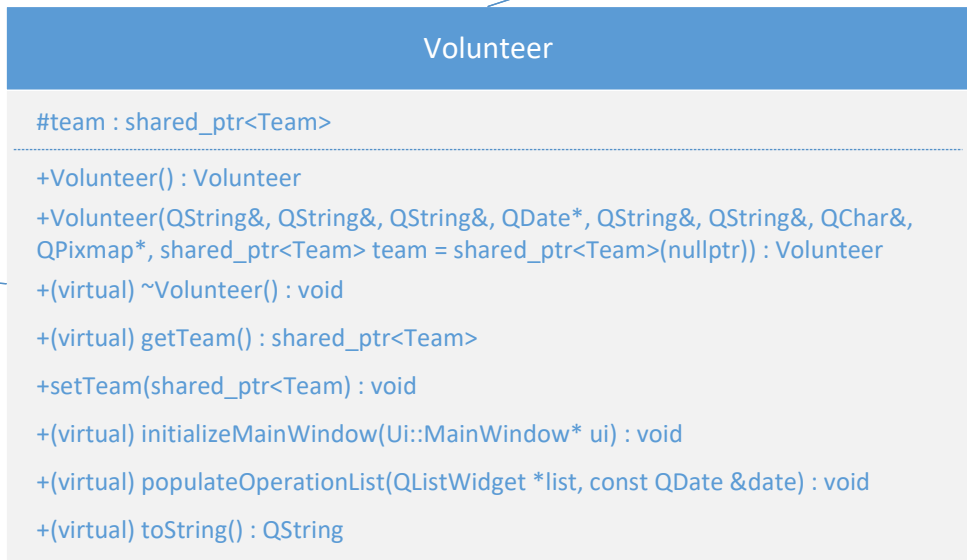 Volunteer
#team : shared_ptr<Team>
+Volunteer() : Volunteer
+Volunteer(QString&, QString&, QString&, QDate*, QString&, QString&, QChar&,
QPixmap*, shared_ptr<Team> team = shared_ptr<Team>(nullptr)) : Volunteer
+(virtual) ~Volunteer() : void
+(virtual) getTeam() : shared_ptr<Team>
+setTeam(shared_ptr<Team) : void
+(virtual) initializeMainWindow(Ui::MainWindow* ui) : void
+(virtual) populateOperationList(QListWidget *list, const QDate &date) : void
+(virtual) toString() : QString